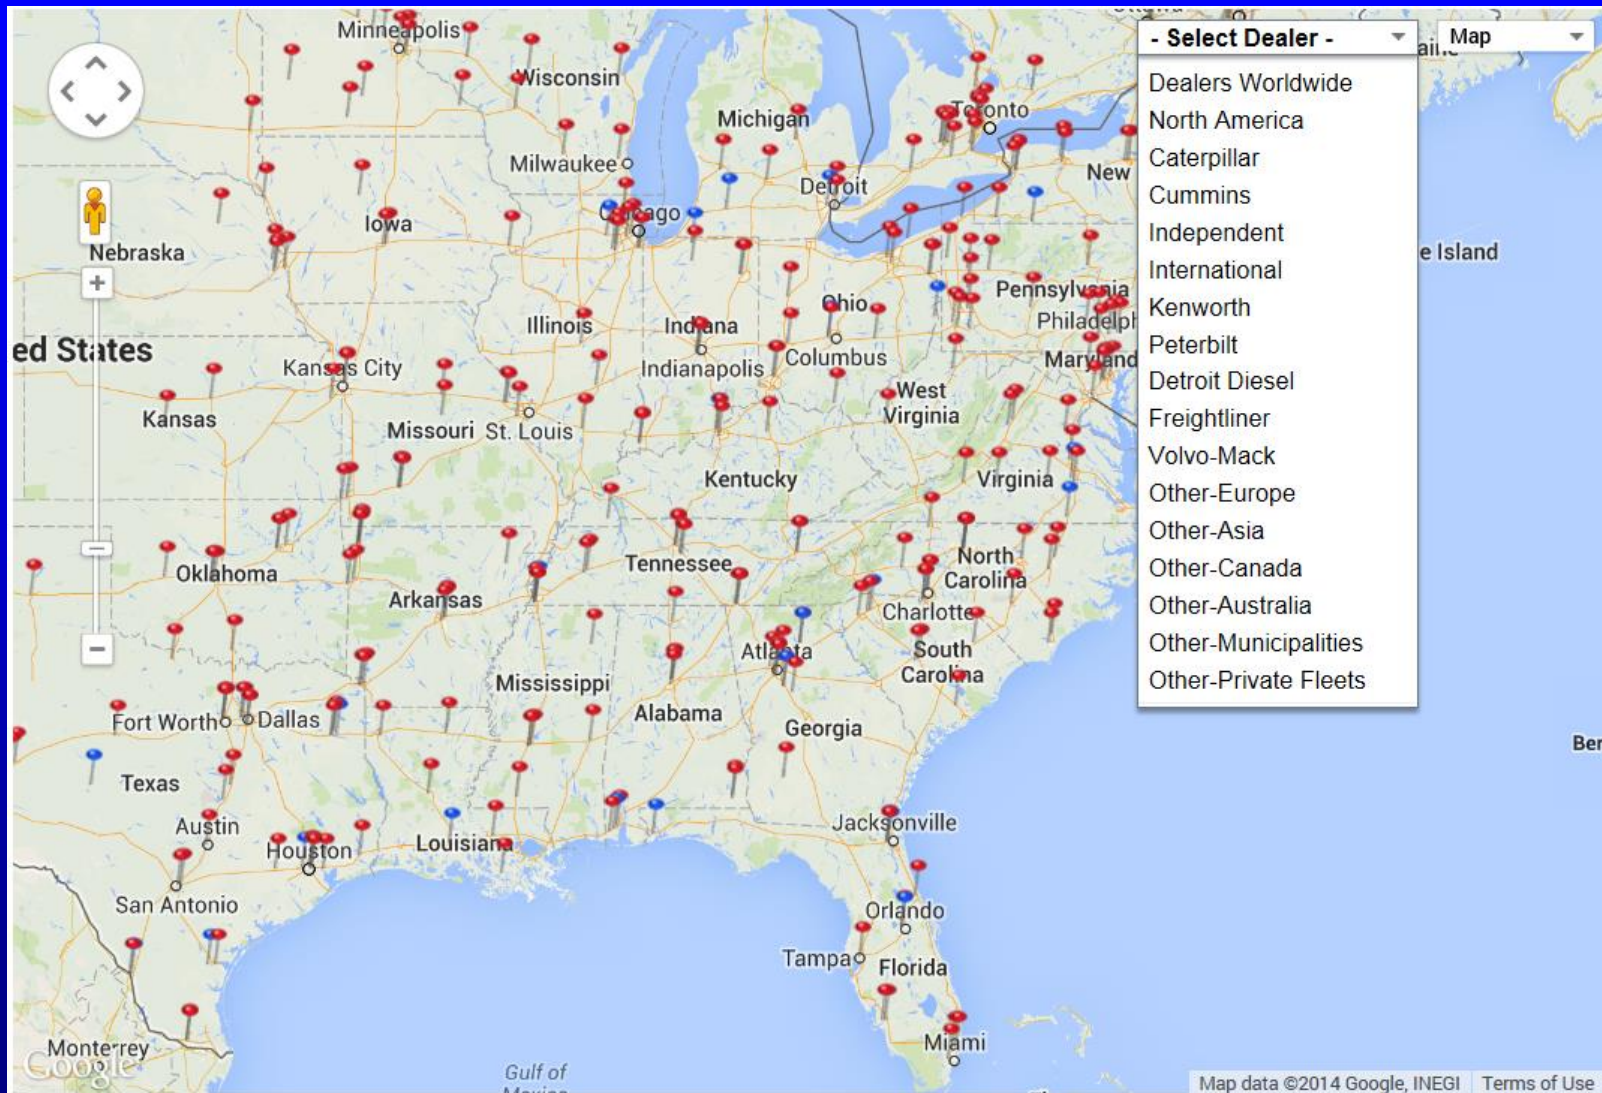 Ottawa
Minneapolis
- Select Dealer -
Map
aine
Wisconsin
Dealers Worldwide
Michigan
Toronto
North America
Milwaukee
Caterpillar
New
Detroit
Cummins
Chicago
Iowa
Independent
Nebraska
e Island
International
Pennsylvania
Ohio
Kenworth
Illinois
Indiana
Philadelph
ed States
Peterbilt
Columbus
Maryland
Kansas City
Indianapolis
Detroit Diesel
West
Virginia
Kansas
Freightliner
Missouri
St. Louis
Volvo-Mack
Kentucky
Virginia
Other-Europe
Other-Asia
Oklahoma
Tennessee
North
Carolina
Other-Canada
Arkansas
Charlotte
Other-Australia
Atlanta
South
Carolina
Other-Municipalities
Mississippi
Other-Private Fleets
Fort Worth
Dallas
Alabama
Georgia
Ber
Texas
Austin
Jacksonville
Houston
Louisiana
San Antonio
Orlando
Tampa
Florida
Monterrey
Miami
Google
Gulf of
Mexico
Map data ©2014 Google, INEGI
Terms of Use